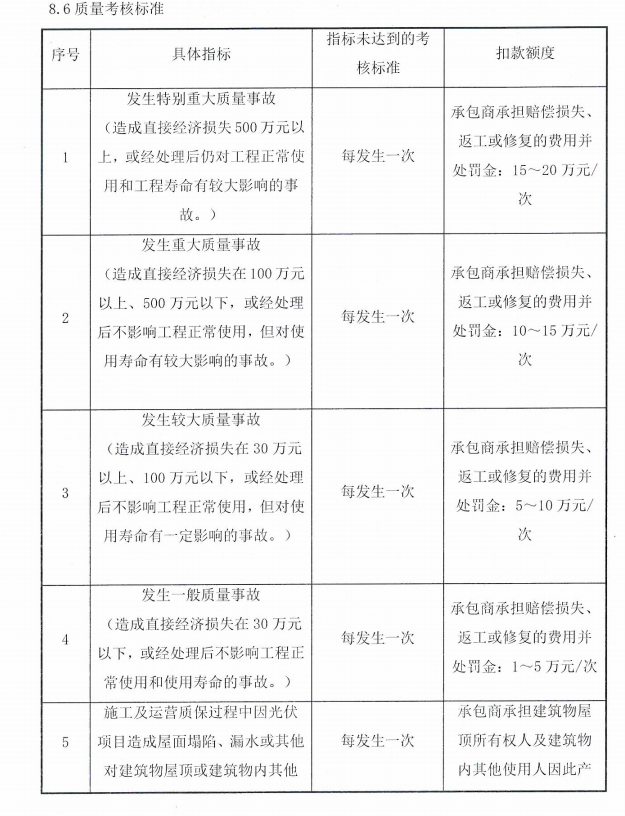 8.6 质量考核标准
序号
具体指标
指标未达到的考
核标准
扣款额度
1
发生特别重大质量事故
（造成直接经济损失 500 万元以
上，或经处理后仍对工程正常使
用和工程寿命有较大影响的事
故。）
每发生一次
承包商承担赔偿损失、
返工或修复的费用并
处罚金：15～20 万元/
次
2
发生重大质量事故
（造成直接经济损失在 100 万元
以上、500 万元以下，或经处理
后不影响工程正常使用，但对使
用寿命有较大影响的事故。）
每发生一次
承包商承担赔偿损失、
返工或修复的费用并
处罚金：10～15 万元/
次
3
发生较大质量事故
（造成直接经济损失在 30 万元
以上、100 万元以下，或经处理
后不影响工程正常使用，但对使
用寿命有一定影响的事故。）
每发生一次
承包商承担赔偿损失、
返工或修复的费用并
处罚金：5～10 万元/
次
4
发生一般质量事故
（造成直接经济损失在 30 万元
以下，或经处理后不影响工程正
常使用和使用寿命的事故。）
每发生一次
承包商承担赔偿损失、
返工或修复的费用并
处罚金：1～5 万元/次
5
施工及运营质保过程中因光伏
项目造成屋面塌陷、漏水或其他
对建筑物屋顶或建筑物内其他
每发生一次
承包商承担建筑物屋
顶所有权人及建筑物
内其他使用人因此产